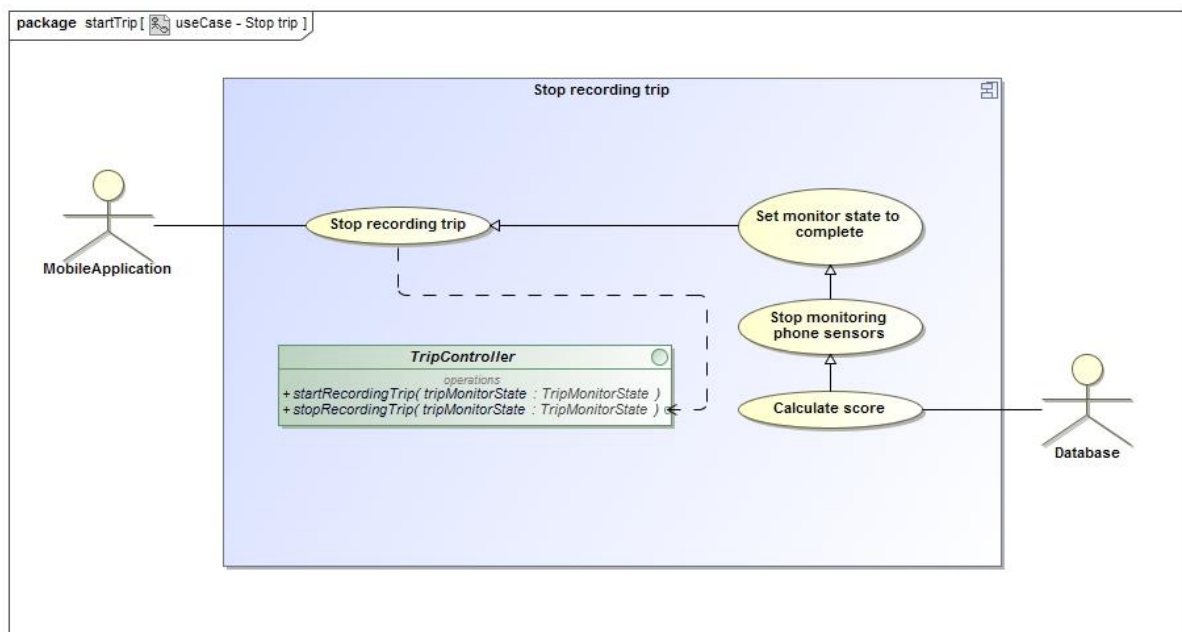 package startTrip [ useCase - Stop trip ]
Stop recording trip
MobileApplication
Stop recording trip
Set monitor state to
complete
Stop monitoring
phone sensors
TripController
operations
+ startRecordingTrip( tripMonitorState : TripMonitorState )
+ stopRecordingTrip( tripMonitorState : TripMonitorState )
Calculate score
Database